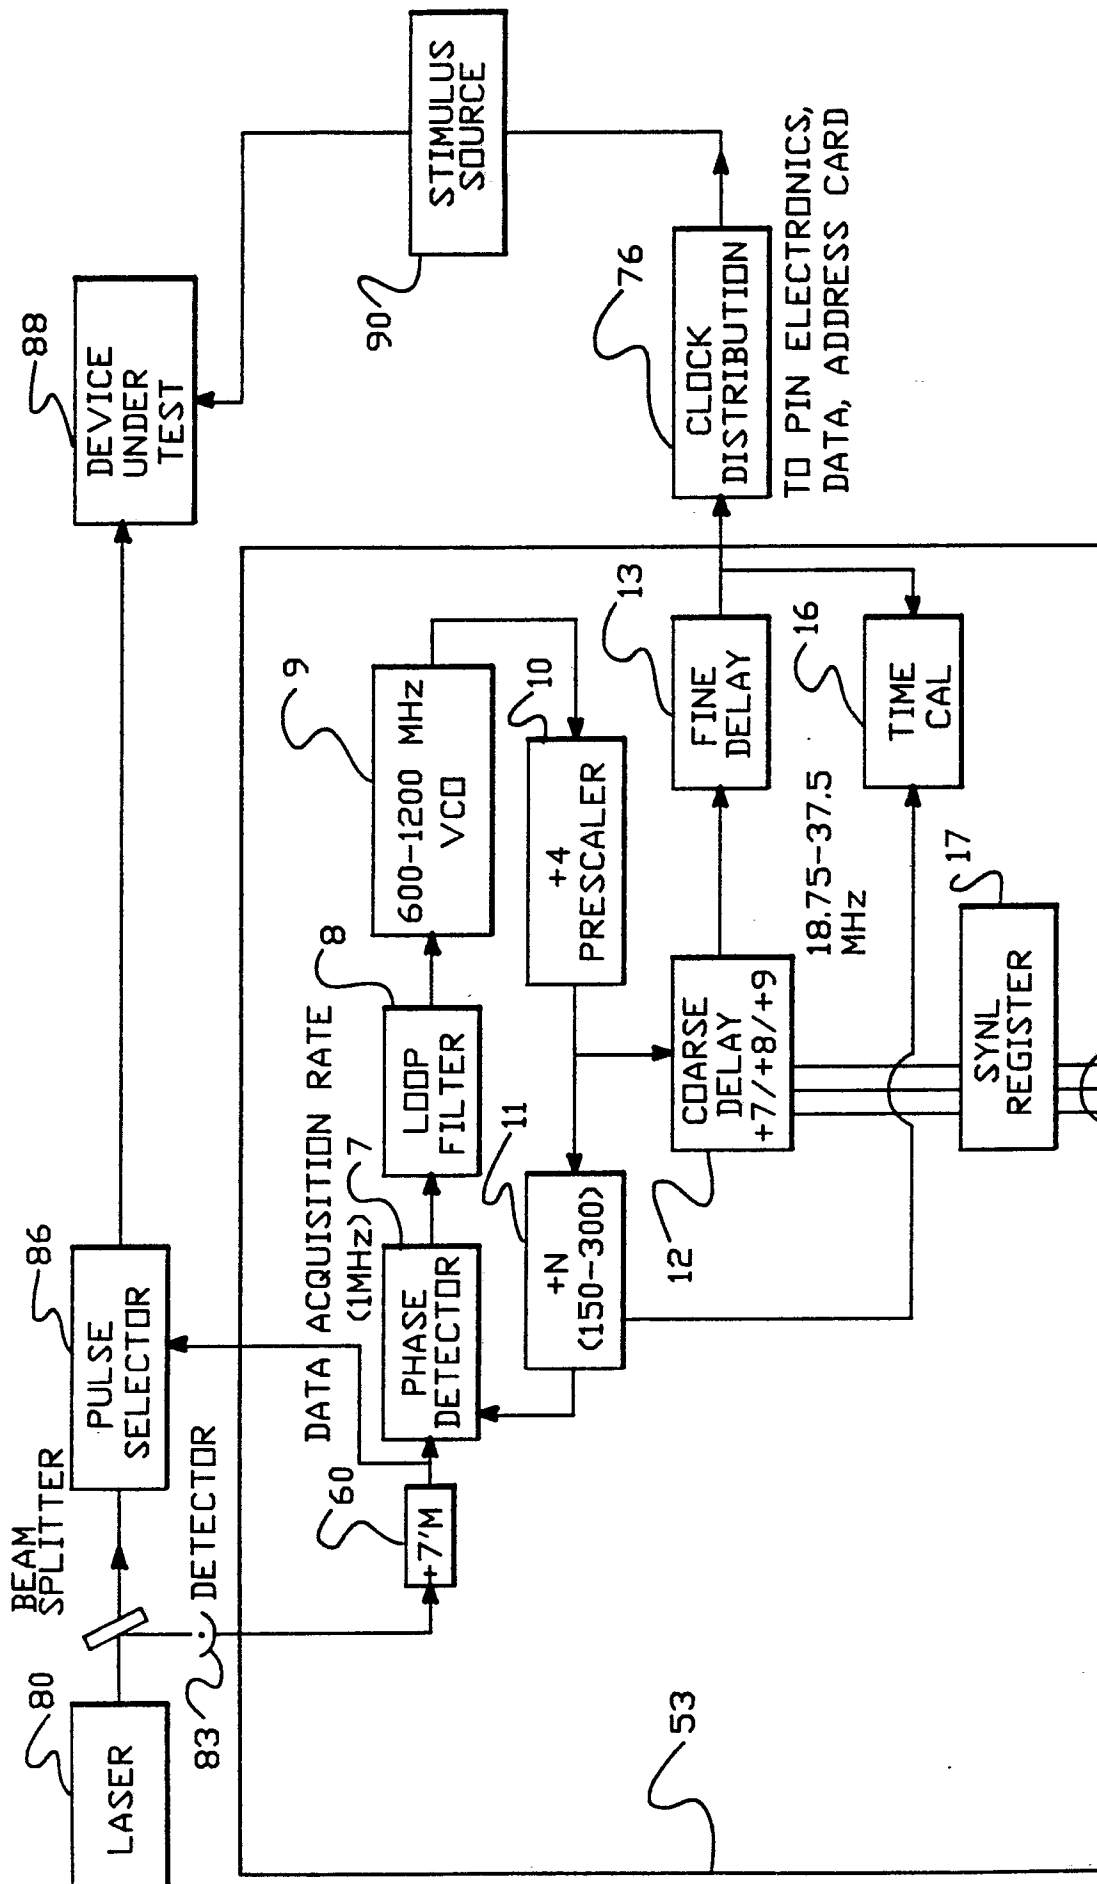 LASER
80
BEAM
SPLITTER
83
DETECTOR
PULSE
SELECTOR
86
DEVICE
UNDER
TEST
88
STIMULUS
SOURCE
90
DATA ACQUISITION RATE
(1MHz)
+7'M
60
PHASE
DETECTOR
7
LOOP
FILTER
8
600-1200 MHz
VCO
9
+4
PRESCALER
10
+N
(150-300)
11
COARSE
DELAY
+7/+8/+9
12
FINE
DELAY
13
18.75-37.5
MHz
CLOCK
DISTRIBUTION
76
TO PIN ELECTRONICS,
DATA, ADDRESS CARD
TIME
CAL
16
SYNL
REGISTER
17
53